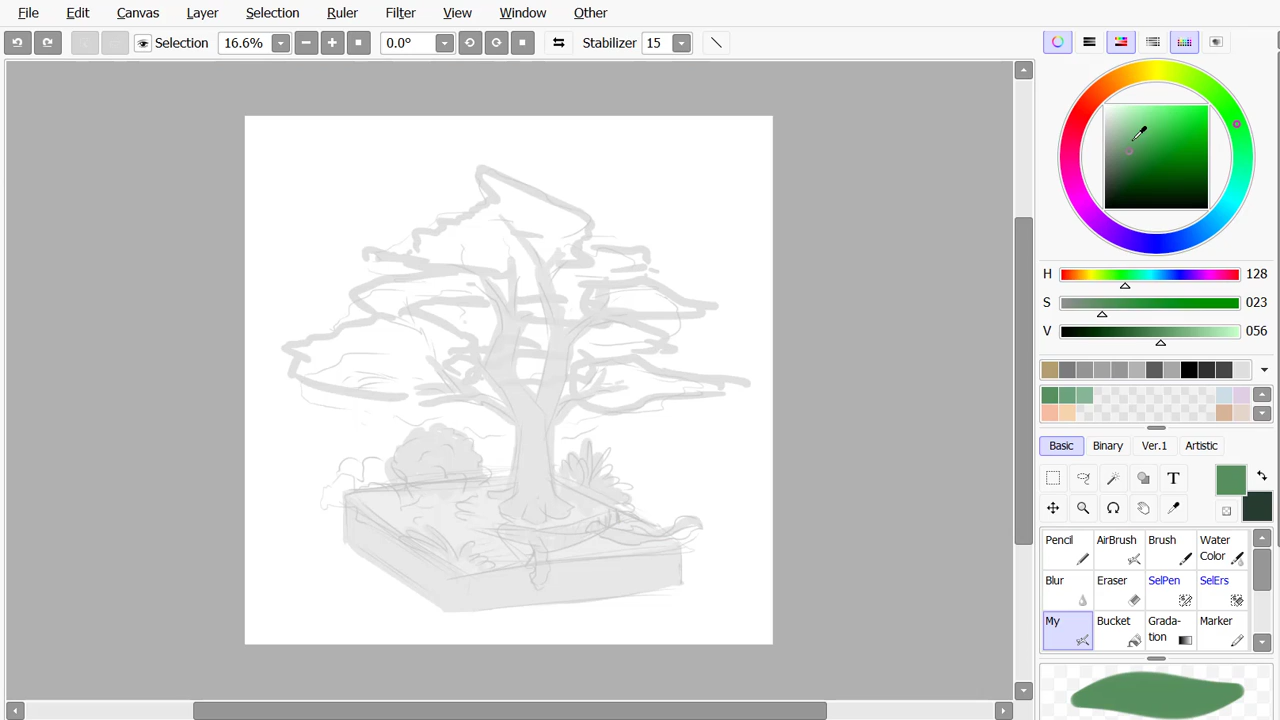 File Edit Canvas Layer Selection Ruler Filter View Window Other
Selection 16.6% 0.0° Stabilizer 15
H 128
S 023
V 056
Basic Binary Ver.1 Artistic
T
Pencil AirBrush Brush Water Color
Blur Eraser SelPen SelErs
My Bucket Grada-tion Marker